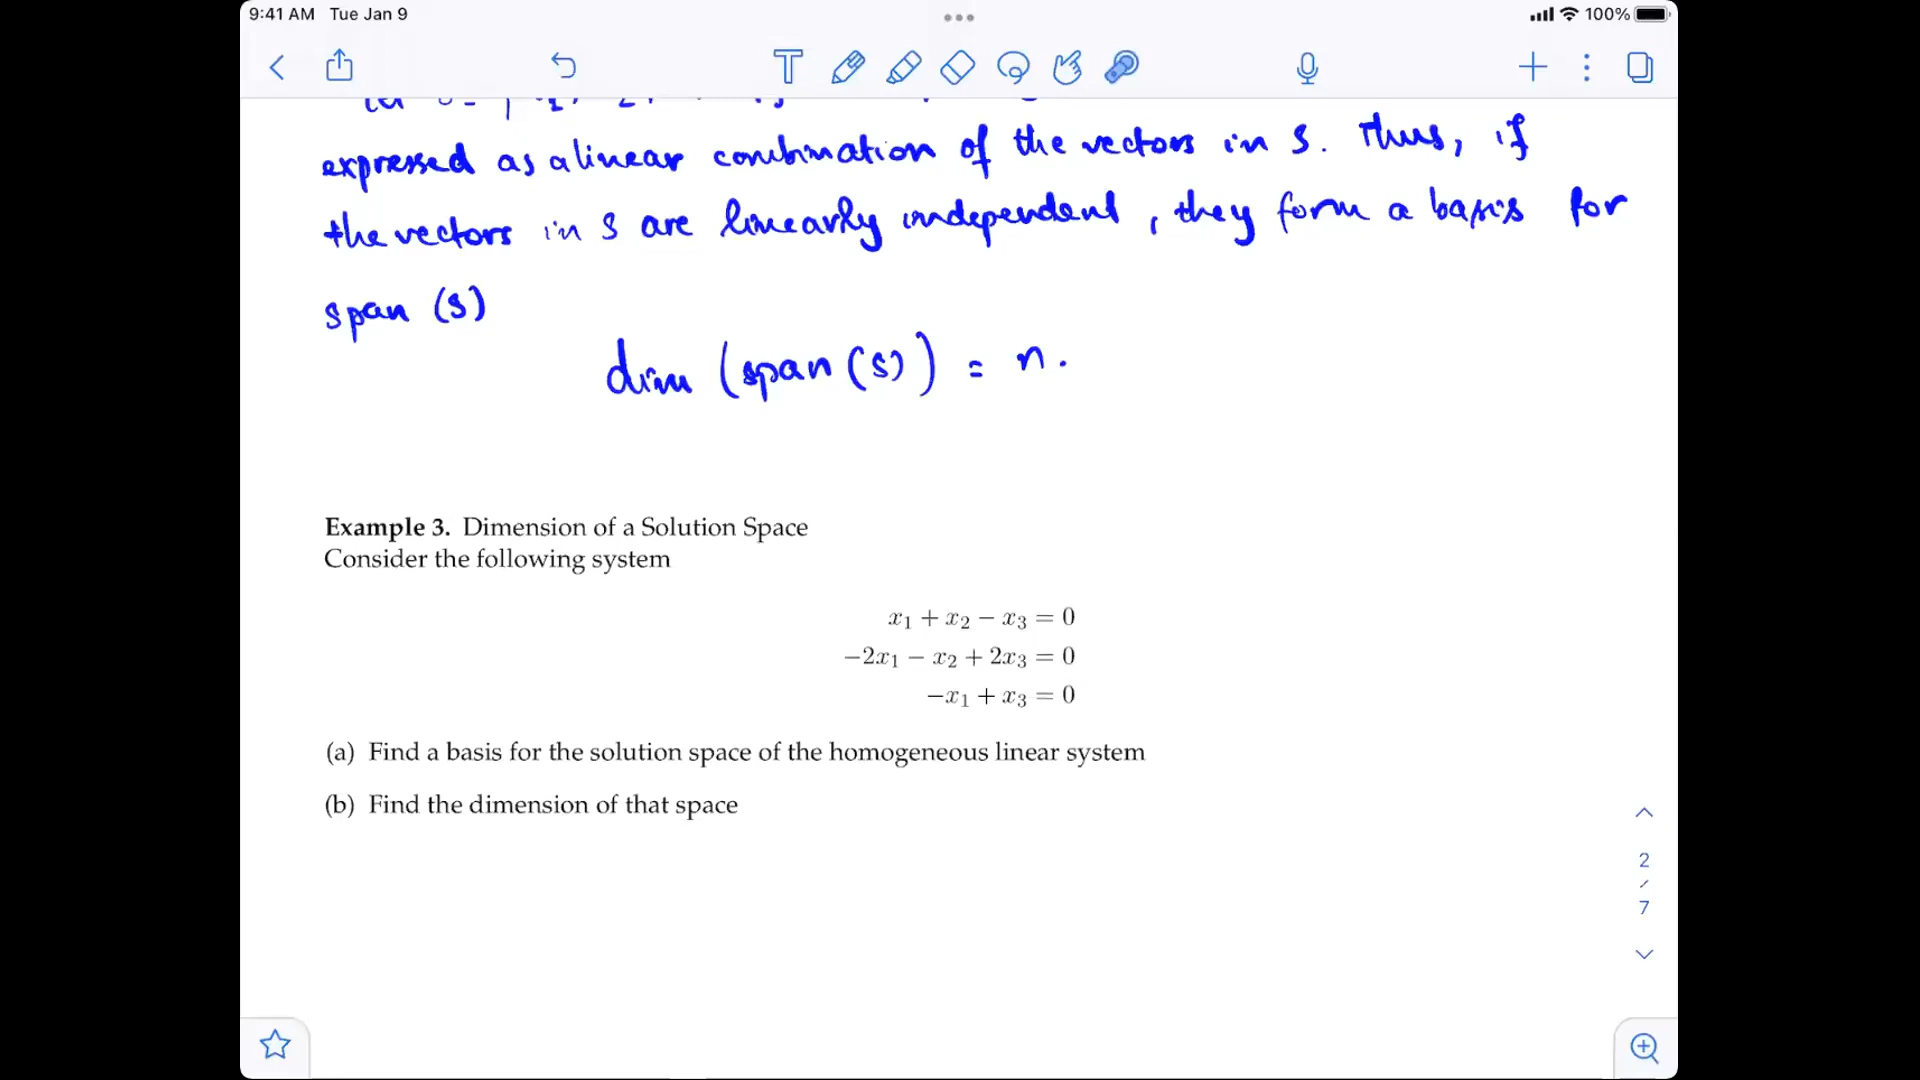 9:41 AM Tue Jan 9
100%
expressed as a linear combination of the vectors in S. Thus, if
the vectors in S are linearly independent, they form a basis for
span (S)
dim (span (S)) = n.
Example 3. Dimension of a Solution Space
Consider the following system
x₁ + x₂ − x₃ = 0
−2x₁ − x₂ + 2x₃ = 0
−x₁ + x₃ = 0
(a) Find a basis for the solution space of the homogeneous linear system
(b) Find the dimension of that space
2
/
7